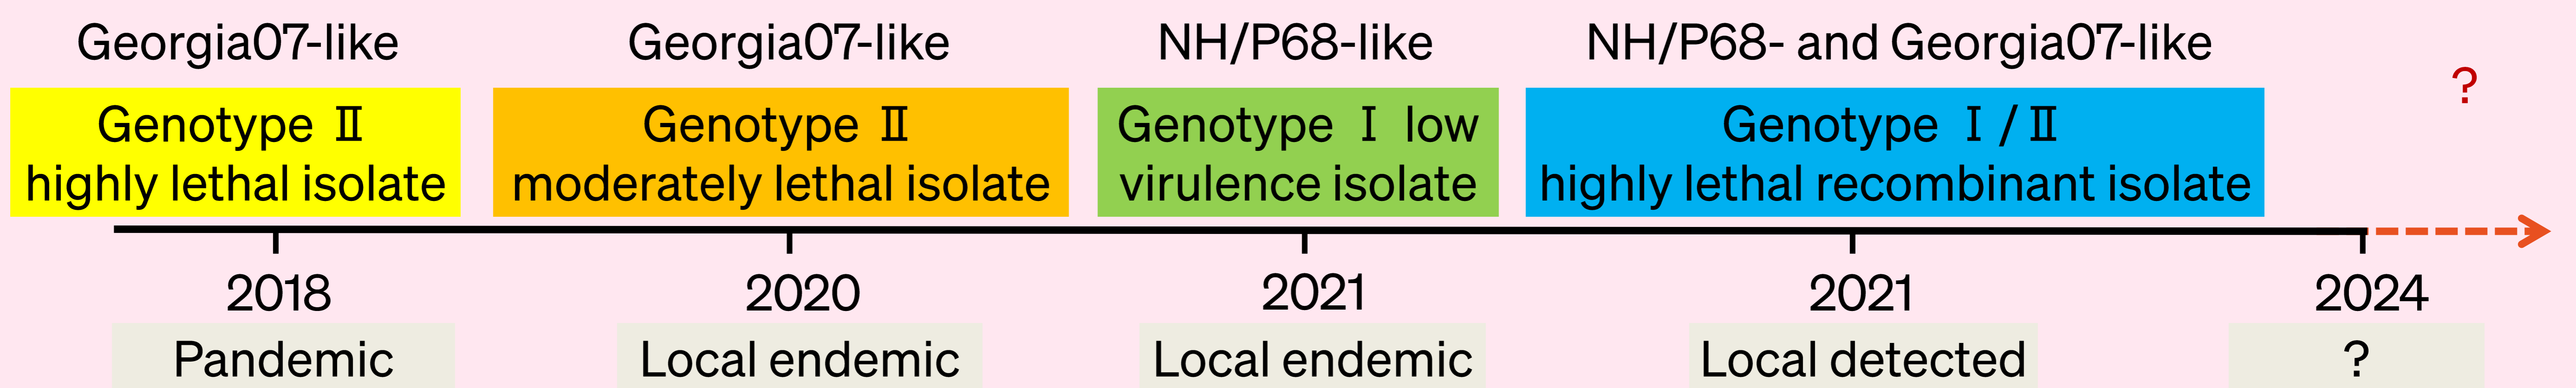 Georgia07-like
Georgia07-like
NH/P68-like
NH/P68- and Georgia07-like
Genotype Ⅱ
highly lethal isolate
Genotype Ⅱ
moderately lethal isolate
Genotype Ⅰ low
virulence isolate
Genotype Ⅰ/Ⅱ
highly lethal recombinant isolate
?
2018
2020
2021
2021
2024
Pandemic
Local endemic
Local endemic
Local detected
?